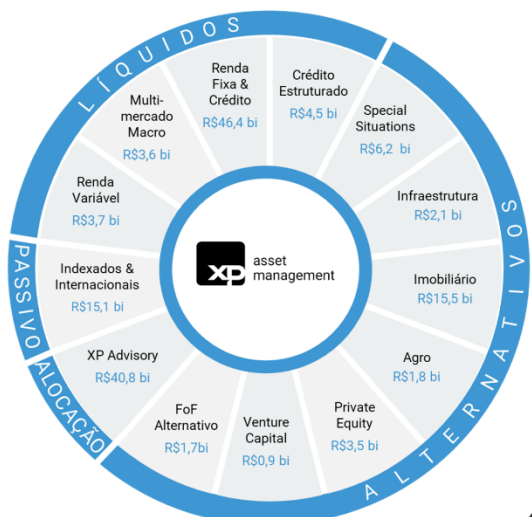 LÍQUIDOS
Renda
Fixa &
Crédito
R$46,4 bi
Crédito
Estruturado
R$4,5 bi
Special
Situations
R$6,2 bi
Infraestrutura
R$2,1 bi
Imobiliário
R$15,5 bi
Agro
R$1,8 bi
Private
Equity
R$3,5 bi
Venture
Capital
R$0,9 bi
FoF
Alternativo
R$1,7bi
XP Advisory
R$40,8 bi
Indexados &
Internacionais
R$15,1 bi
Renda
Variável
R$3,7 bi
Multi-
mercado
Macro
R$3,6 bi
ALTERNATIVOS
ALOCAÇÃO
PASSIVO
xp
asset
management